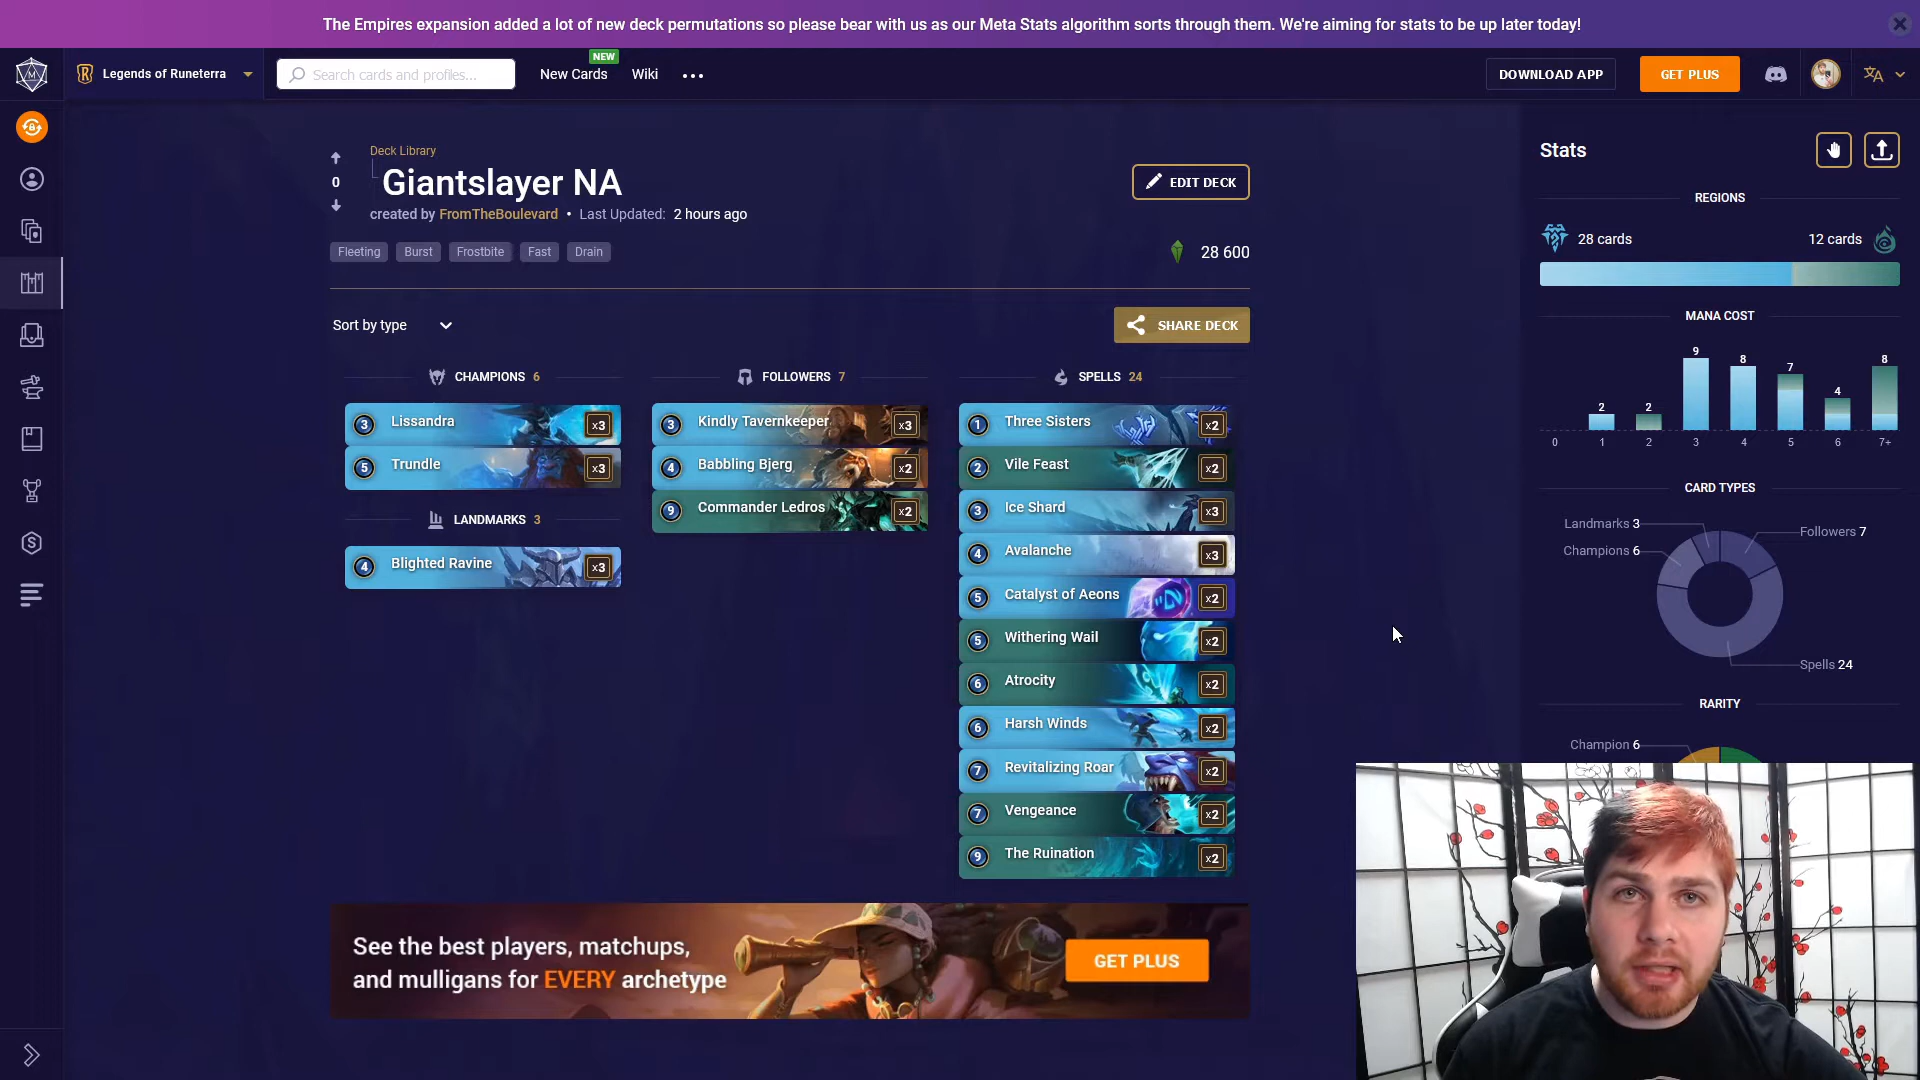 The Empires expansion added a lot of new deck permutations so please bear with us as our Meta Stats algorithm sorts through them. We're aiming for stats to be up later today!
Legends of Runeterra
Search cards and profiles...
New Cards
NEW
Wiki
DOWNLOAD APP
GET PLUS
Deck Library
0
Giantslayer NA
created by FromTheBoulevard • Last Updated: 2 hours ago
EDIT DECK
Fleeting
Burst
Frostbite
Fast
Drain
28 600
Sort by type
SHARE DECK
CHAMPIONS 6
3 Lissandra x3
5 Trundle x3
LANDMARKS 3
4 Blighted Ravine x3
FOLLOWERS 7
3 Kindly Tavernkeeper x3
4 Babbling Bjerg x2
9 Commander Ledros x2
SPELLS 24
1 Three Sisters x2
2 Vile Feast x2
3 Ice Shard x3
4 Avalanche x3
5 Catalyst of Aeons x2
5 Withering Wail x2
6 Atrocity x2
6 Harsh Winds x2
7 Revitalizing Roar x2
7 Vengeance x2
9 The Ruination x2
See the best players, matchups,
and mulligans for EVERY archetype
GET PLUS
Stats
REGIONS
28 cards
12 cards
MANA COST
2 2 9 8 7 4 8
0 1 2 3 4 5 6 7+
CARD TYPES
Landmarks 3
Champions 6
Followers 7
Spells 24
RARITY
Champion 6